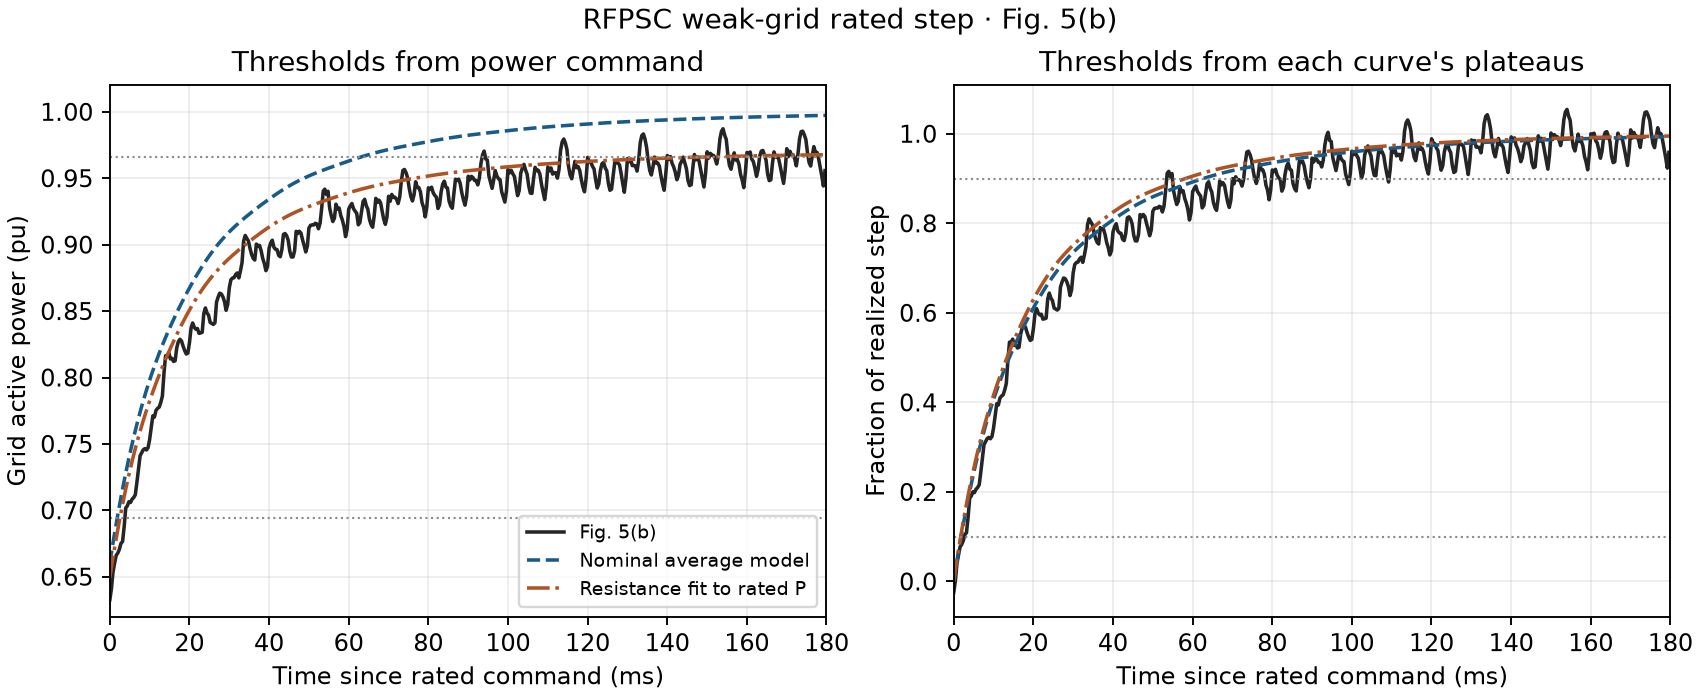 RFPSC weak-grid rated step · Fig. 5(b)
Thresholds from power command
Grid active power (pu)
1.00
0.95
0.90
0.85
0.80
0.75
0.70
0.65
Fig. 5(b)
Nominal average model
Resistance fit to rated P
0 20 40 60 80 100 120 140 160 180
Time since rated command (ms)
Thresholds from each curve's plateaus
Fraction of realized step
1.0
0.8
0.6
0.4
0.2
0.0
0 20 40 60 80 100 120 140 160 180
Time since rated command (ms)